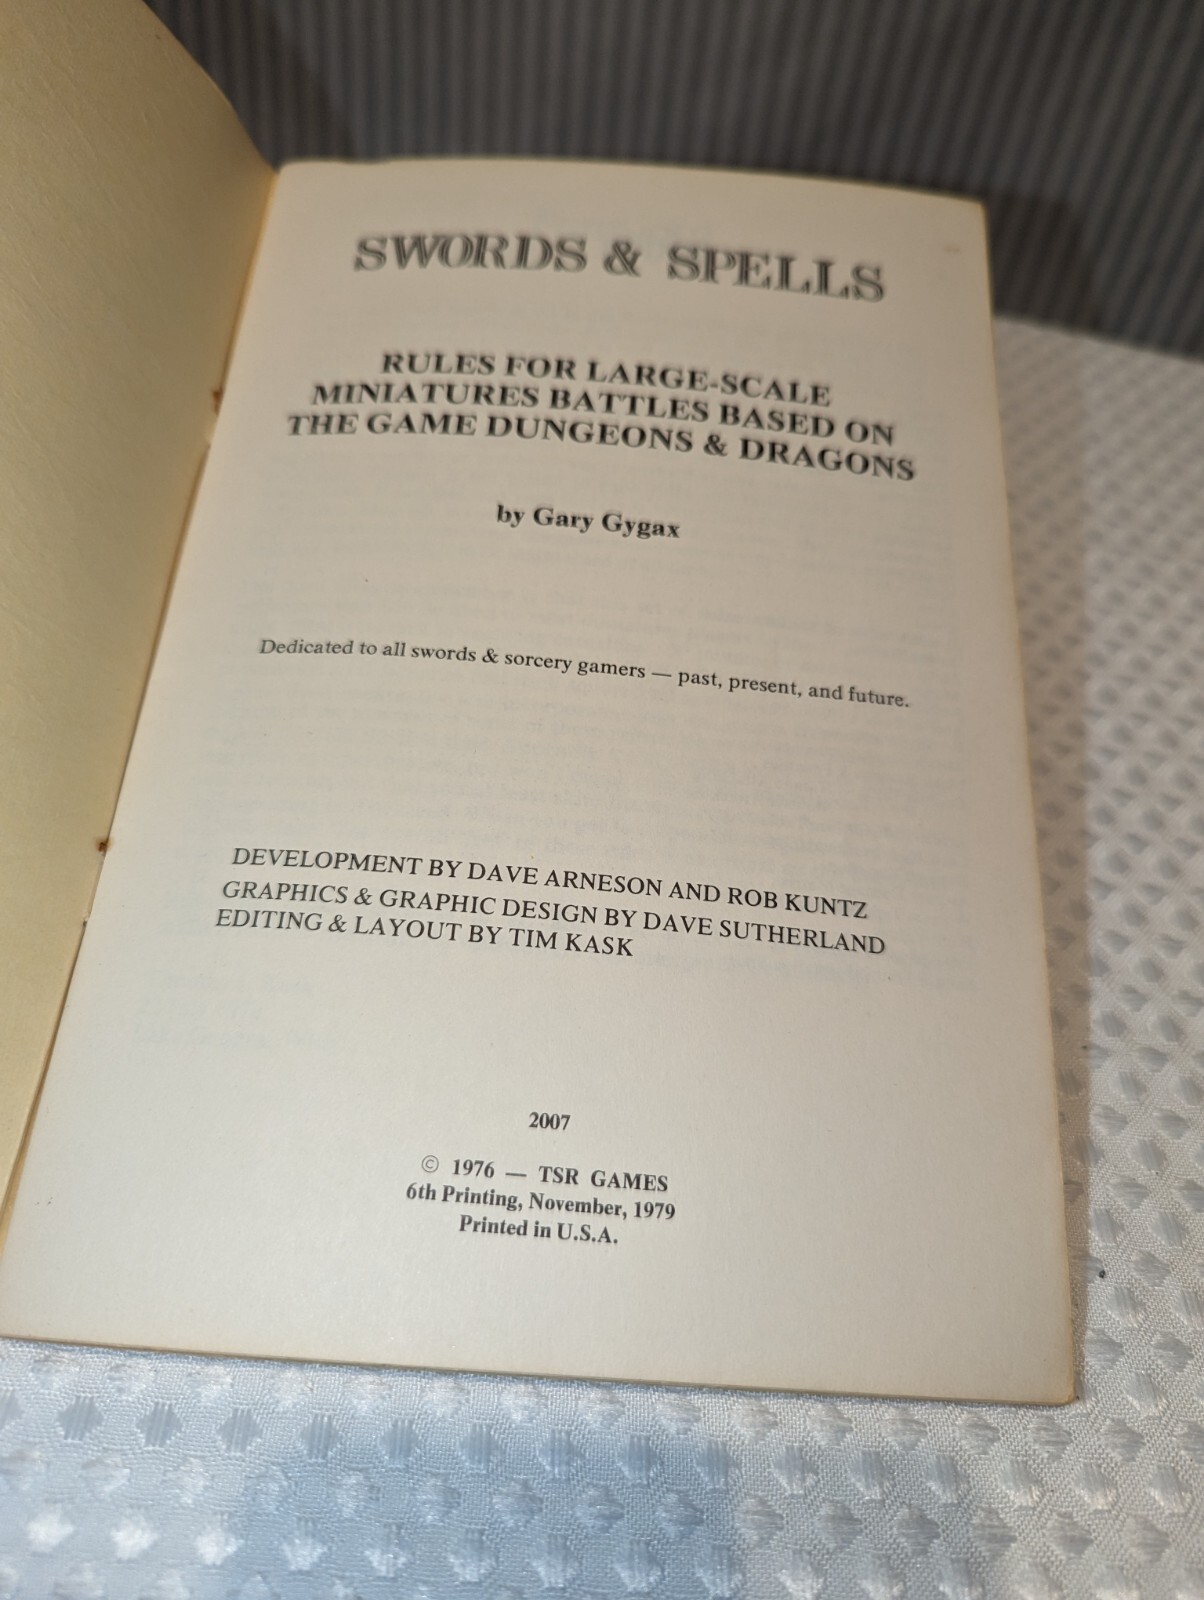 SWORDS & SPELLS
RULES FOR LARGE-SCALE
MINIATURES BATTLES BASED ON
THE GAME DUNGEONS & DRAGONS
by Gary Gygax
Dedicated to all swords & sorcery gamers — past, present, and future.
DEVELOPMENT BY DAVE ARNESON AND ROB KUNTZ
GRAPHICS & GRAPHIC DESIGN BY DAVE SUTHERLAND
EDITING & LAYOUT BY TIM KASK
2007
© 1976 — TSR GAMES
6th Printing, November, 1979
Printed in U.S.A.